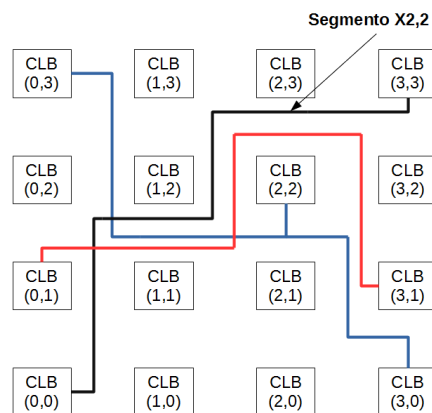 Segmento X2,2
CLB CLB CLB CLB
(0,3) (1,3) (2,3) (3,3)
CLB CLB CLB CLB
(0,2) (1,2) (2,2) (3,2)
CLB CLB CLB CLB
(0,1) (1,1) (2,1) (3,1)
CLB CLB CLB CLB
(0,0) (1,0) (2,0) (3,0)